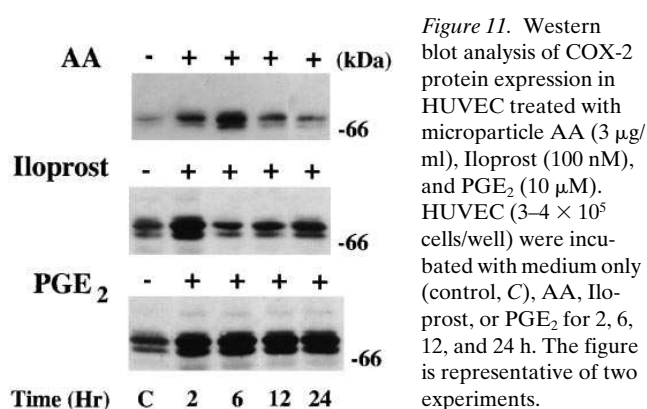 AA - + + + + (kDa)
-66
Iloprost - + + + +
-66
PGE2 - + + + +
-66
Time (Hr) C 2 6 12 24
Figure 11. Western
blot analysis of COX-2
protein expression in
HUVEC treated with
microparticle AA (3 μg/
ml), Iloprost (100 nM),
and PGE2 (10 μM).
HUVEC (3–4 × 10⁵
cells/well) were incu-
bated with medium only
(control, C), AA, Ilo-
prost, or PGE2 for 2, 6,
12, and 24 h. The figure
is representative of two
experiments.